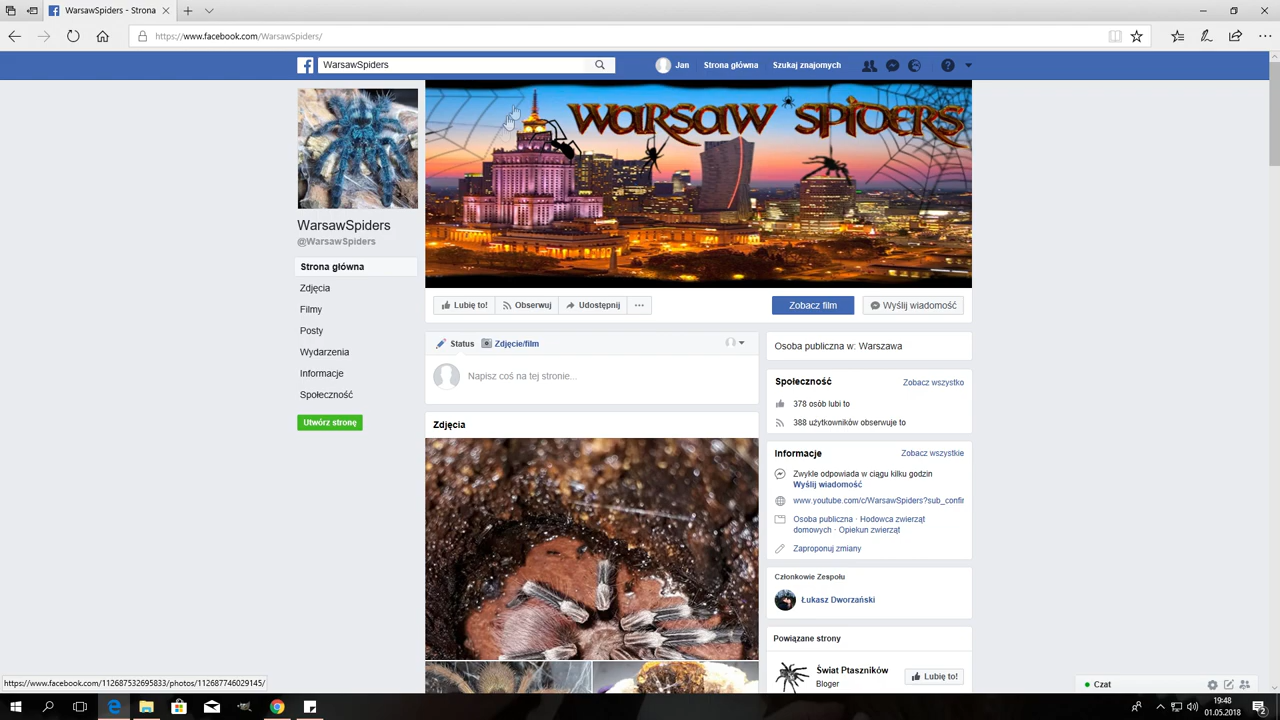 WarsawSpiders - Strona
https://www.facebook.com/WarsawSpiders/
WarsawSpiders
Jan
Strona główna
Szukaj znajomych
WARSAW SPIDERS
WarsawSpiders
@WarsawSpiders
Strona główna
Zdjęcia
Filmy
Posty
Wydarzenia
Informacje
Społeczność
Utwórz stronę
Lubię to!
Obserwuj
Udostępnij
Zobacz film
Wyślij wiadomość
Status
Zdjęcie/film
Napisz coś na tej stronie...
Zdjęcia
Osoba publiczna w: Warszawa
Społeczność
Zobacz wszystko
378 osób lubi to
388 użytkowników obserwuje to
Informacje
Zobacz wszystkie
Zwykle odpowiada w ciągu kilku godzin
Wyślij wiadomość
www.youtube.com/c/WarsawSpiders?sub_confir
Osoba publiczna · Hodowca zwierząt
domowych · Opiekun zwierząt
Zaproponuj zmiany
Członkowie Zespołu
Łukasz Dworzański
Powiązane strony
Świat Ptaszników
Bloger
Lubię to!
https://www.facebook.com/112687532695833/photos/112687746029145/
Czat
19:48
01.05.2018
2